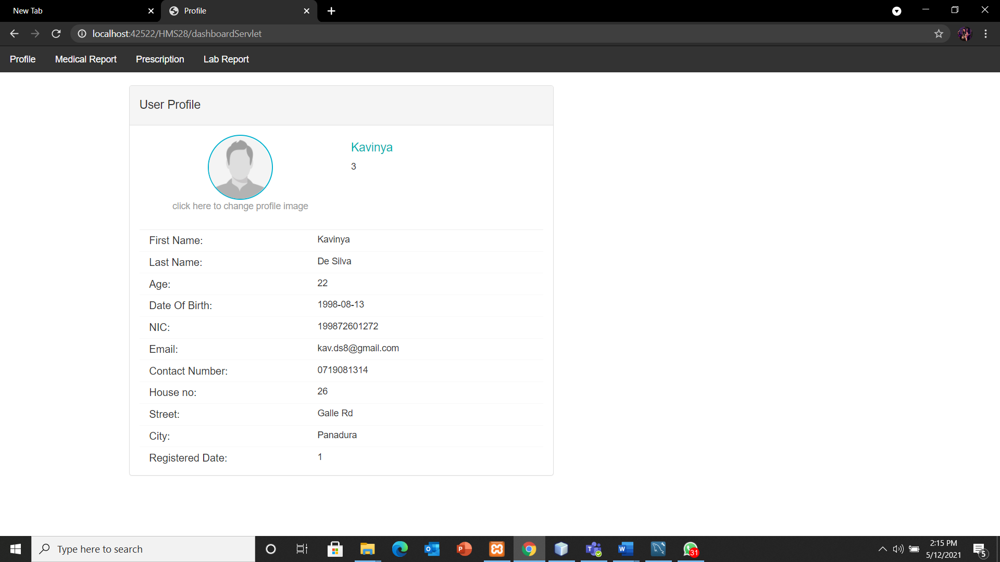 New Tab
Profile
localhost:42522/HMS28/dashboardServlet
Profile Medical Report Prescription Lab Report
User Profile
Kavinya
3
click here to change profile image
First Name: Kavinya
Last Name: De Silva
Age: 22
Date Of Birth: 1998-08-13
NIC: 199872601272
Email: kav.ds8@gmail.com
Contact Number: 0719081314
House no: 26
Street: Galle Rd
City: Panadura
Registered Date: 1
Type here to search
31
2:15 PM
5/12/2021
5